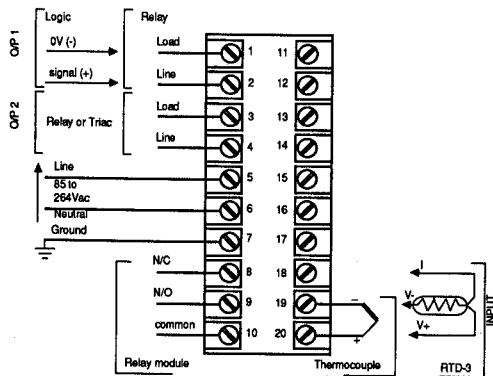 O/P 1
Logic
Relay
0V (-)
signal (+)
Load
Line
O/P 2
Relay or Triac
Load
Line
Line
85 to
264Vac
Neutral
Ground
N/C
N/O
common
Relay module
1 11
2 12
3 13
4 14
5 15
6 16
7 17
8 18
9 19
10 20
−
+
Thermocouple
I
V-
V+
INPUT
RTD-3